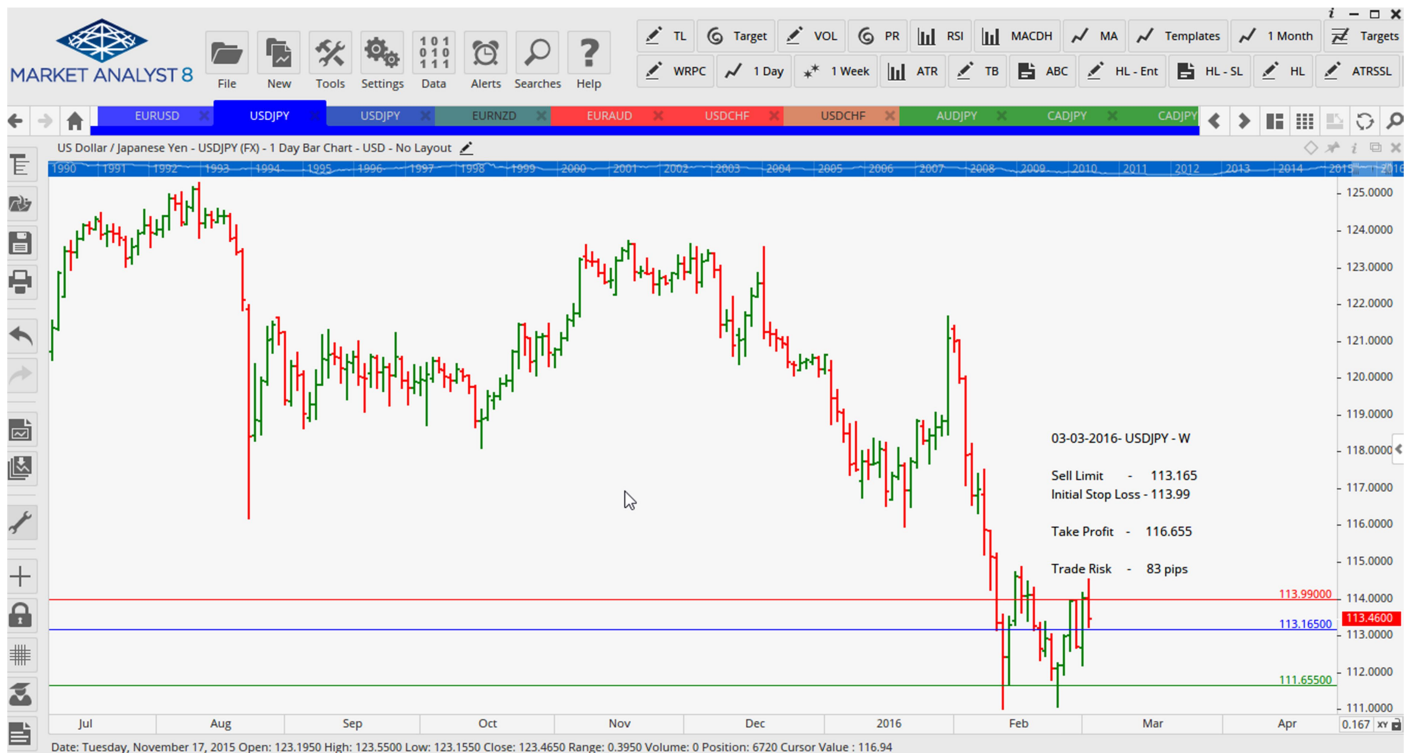 MARKET ANALYST 8
File
New
Tools
Settings
101
010
111
Data
Alerts
Searches
?
Help
TL
Target
VOL
PR
RSI
MACDH
MA
Templates
1 Month
Targets
WRPC
1 Day
1 Week
ATR
TB
ABC
HL - Ent
HL - SL
HL
ATRSSL
EURUSD
USDJPY
USDJPY
EURNZD
EURAUD
USDCHF
USDCHF
AUDJPY
CADJPY
CADJPY
US Dollar / Japanese Yen - USDJPY (FX) - 1 Day Bar Chart - USD - No Layout
1990 1991 1992 1993 1994 1995 1996 1997 1998 1999 2000 2001 2002 2003 2004 2005 2006 2007 2008 2009 2010 2011 2012 2013 2014 2015 2016
125.0000
124.0000
123.0000
122.0000
121.0000
120.0000
119.0000
118.0000
117.0000
116.0000
115.0000
114.0000
113.4600
113.0000
112.0000
111.0000
03-03-2016- USDJPY - W
Sell Limit - 113.165
Initial Stop Loss - 113.99
Take Profit - 116.655
Trade Risk - 83 pips
113.99000
113.16500
111.65500
Jul Aug Sep Oct Nov Dec 2016 Feb Mar Apr
0.167 XY
Date: Tuesday, November 17, 2015 Open: 123.1950 High: 123.5500 Low: 123.1550 Close: 123.4650 Range: 0.3950 Volume: 0 Position: 6720 Cursor Value : 116.94